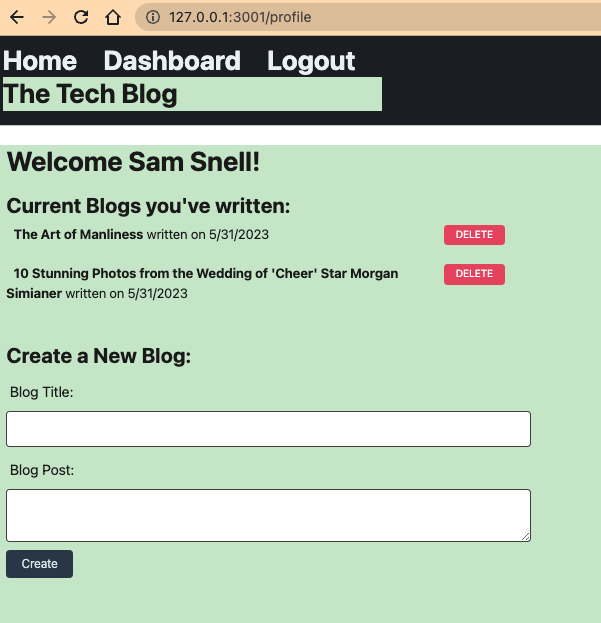 127.0.0.1:3001/profile
Home Dashboard Logout
The Tech Blog
Welcome Sam Snell!
Current Blogs you've written:
The Art of Manliness written on 5/31/2023 DELETE
10 Stunning Photos from the Wedding of 'Cheer' Star Morgan DELETE
Simianer written on 5/31/2023
Create a New Blog:
Blog Title:
Blog Post:
Create